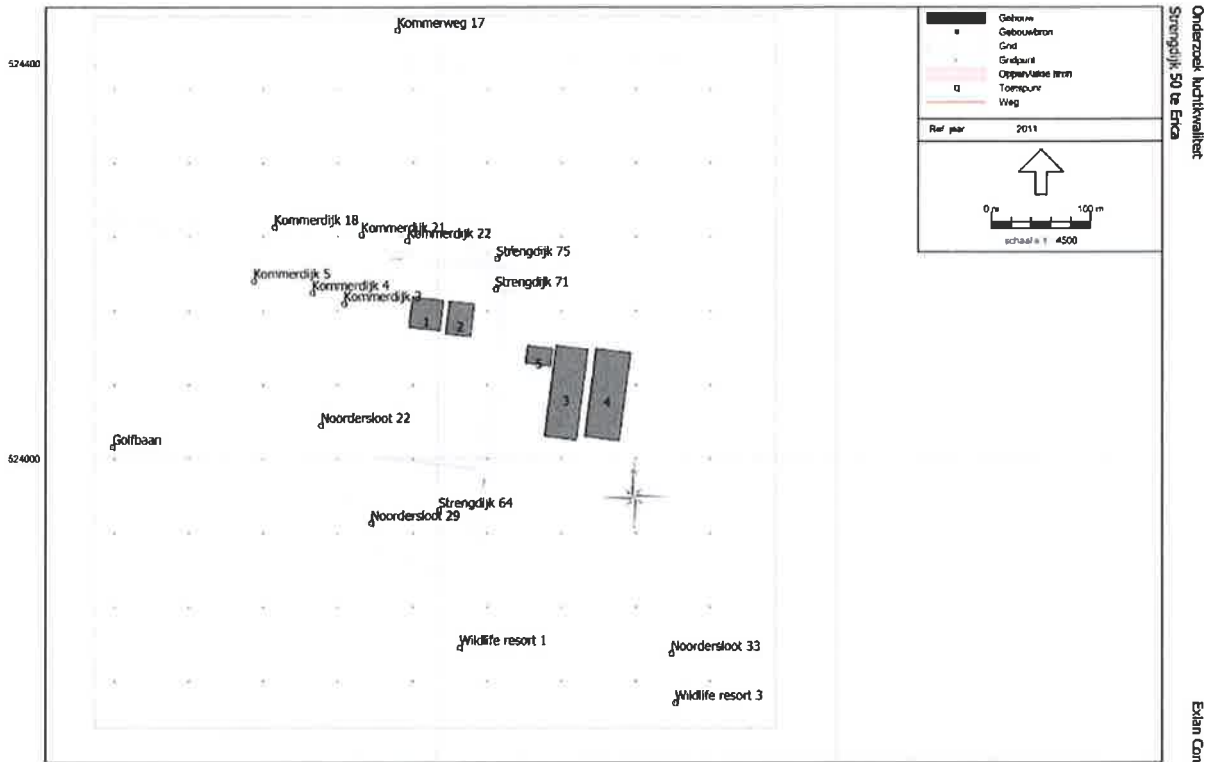 Kommerweg 17
524400
Kommerdijk 18
Kommerdijk 21
Kommerdijk 22
Strengdijk 75
Kommerdijk 5
Kommerdijk 4
Kommerdijk 3
Strengdijk 71
1
2
5
3
4
Noordersloot 22
Golfbaan
524000
Strengdijk 64
Noordersloot 29
Wildlife resort 1
Noordersloot 33
Wildlife resort 3
Gebouw
Gebouwbron
Grid
Gridpunt
Toetspunt
Weg
Ref jaar 2011
0 m 100 m
schaal = 1 : 4500
Onderzoek luchtkwaliteit
Strengdijk 50 te Erica
Exlan Con